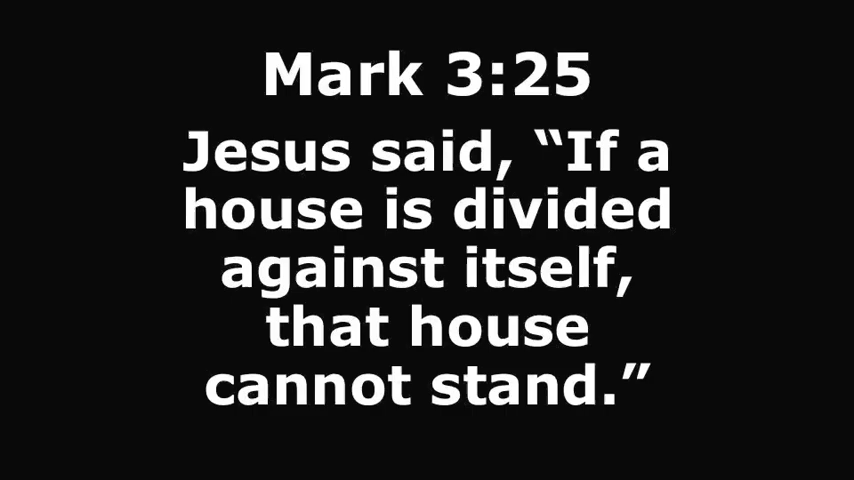 Mark 3:25
Jesus said, “If a
house is divided
against itself,
that house
cannot stand.”